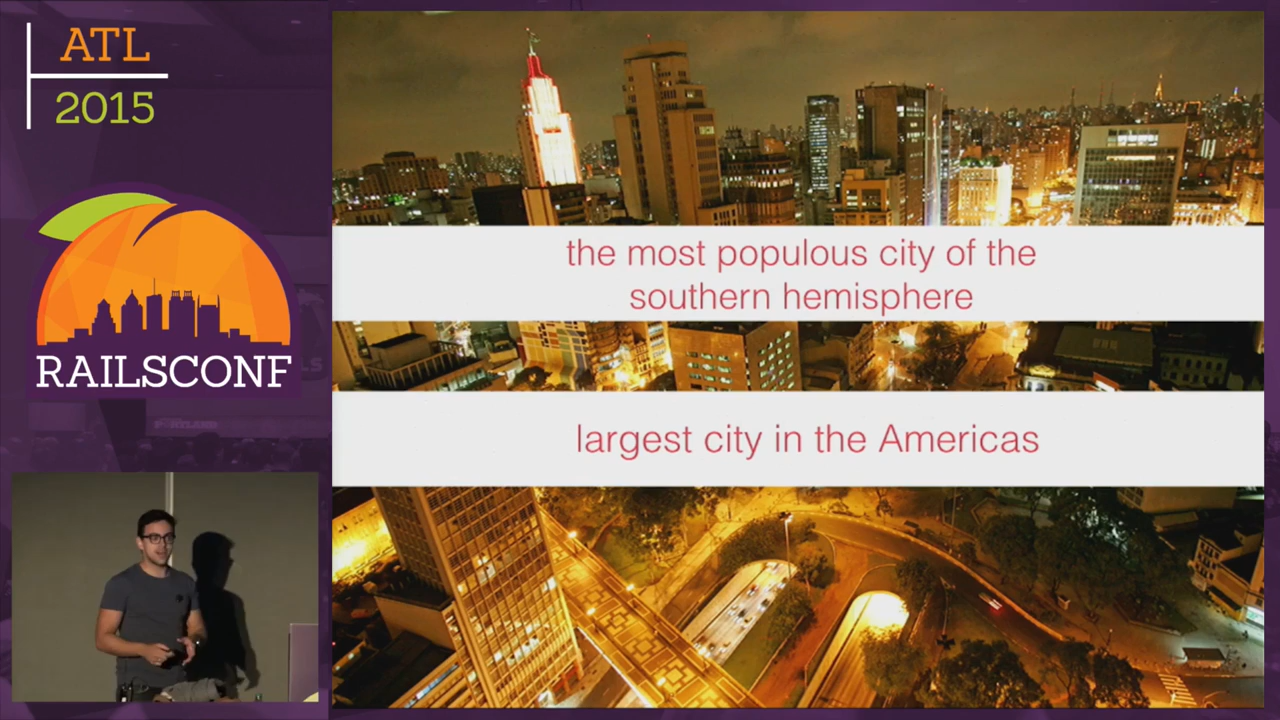 ATL
2015
RAILSCONF
the most populous city of the
southern hemisphere
largest city in the Americas